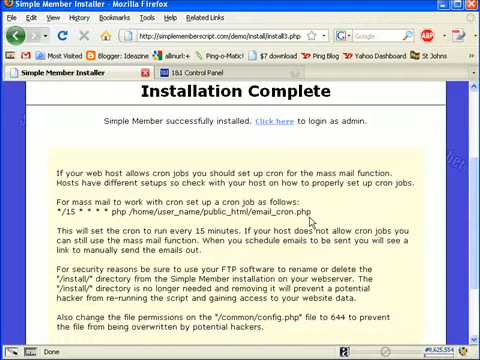 Simple Member Installer - Mozilla Firefox
File Edit View History Bookmarks Tools Help Related Links
http://simplememberscript.com/demo/install/install3.php
Most Visited Blogger: Ideazine allinurl:+ Ping-o-Matic! $7 download Ping Blog Yahoo Dashboard St Johns
Simple Member Installer 1&1 Control Panel
Installation Complete
Simple Member successfully installed. Click here to login as admin.
If your web host allows cron jobs you should set up cron for the mass mail function.
Hosts have different setups so check with your host on how to properly set up cron jobs.
For mass mail to work with cron set up a cron job as follows:
*/15 * * * * php /home/user_name/public_html/email_cron.php
This will set the cron to run every 15 minutes. If your host does not allow cron jobs you
can still use the mass mail function. When you schedule emails to be sent you will see a
link to manually send the emails out.
For security reasons be sure to use your FTP software to rename or delete the
"/install/" directory from the Simple Member installation on your webserver. The
"/install/" directory is no longer needed and removing it will prevent a potential
hacker from re-running the script and gaining access to your website data.
Also change the file permissions on the "/common/config.php" file to 644 to prevent
the file from being overwritten by potential hackers.
Done